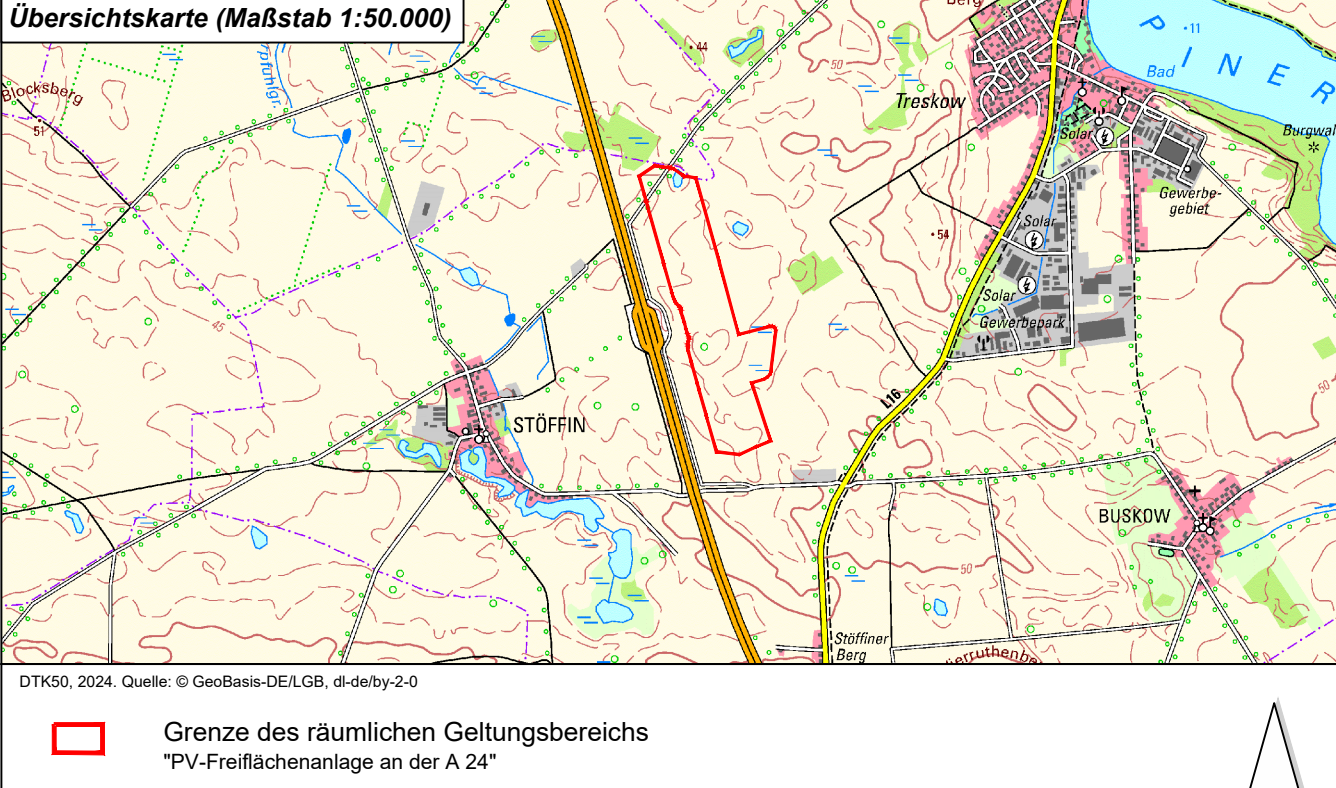 Übersichtskarte (Maßstab 1:50.000)
Berg
44
11
P I N E R
Bad
50
Treskow
Blocksberg
51
Solar
Burgwal
Gewerbe-
gebiet
54
Solar
Solar
Gewerbepark
45
L16
50
STÖFFIN
BUSKOW
50
Stöffiner
Berg
DTK50, 2024. Quelle: © GeoBasis-DE/LGB, dl-de/by-2-0
Grenze des räumlichen Geltungsbereichs
"PV-Freiflächenanlage an der A 24"